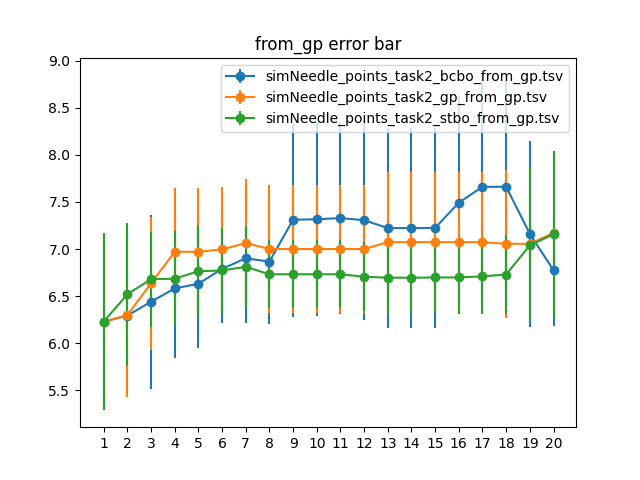 from_gp error bar
simNeedle_points_task2_bcbo_from_gp.tsv
simNeedle_points_task2_gp_from_gp.tsv
simNeedle_points_task2_stbo_from_gp.tsv
9.0
8.5
8.0
7.5
7.0
6.5
6.0
5.5
1 2 3 4 5 6 7 8 9 10 11 12 13 14 15 16 17 18 19 20